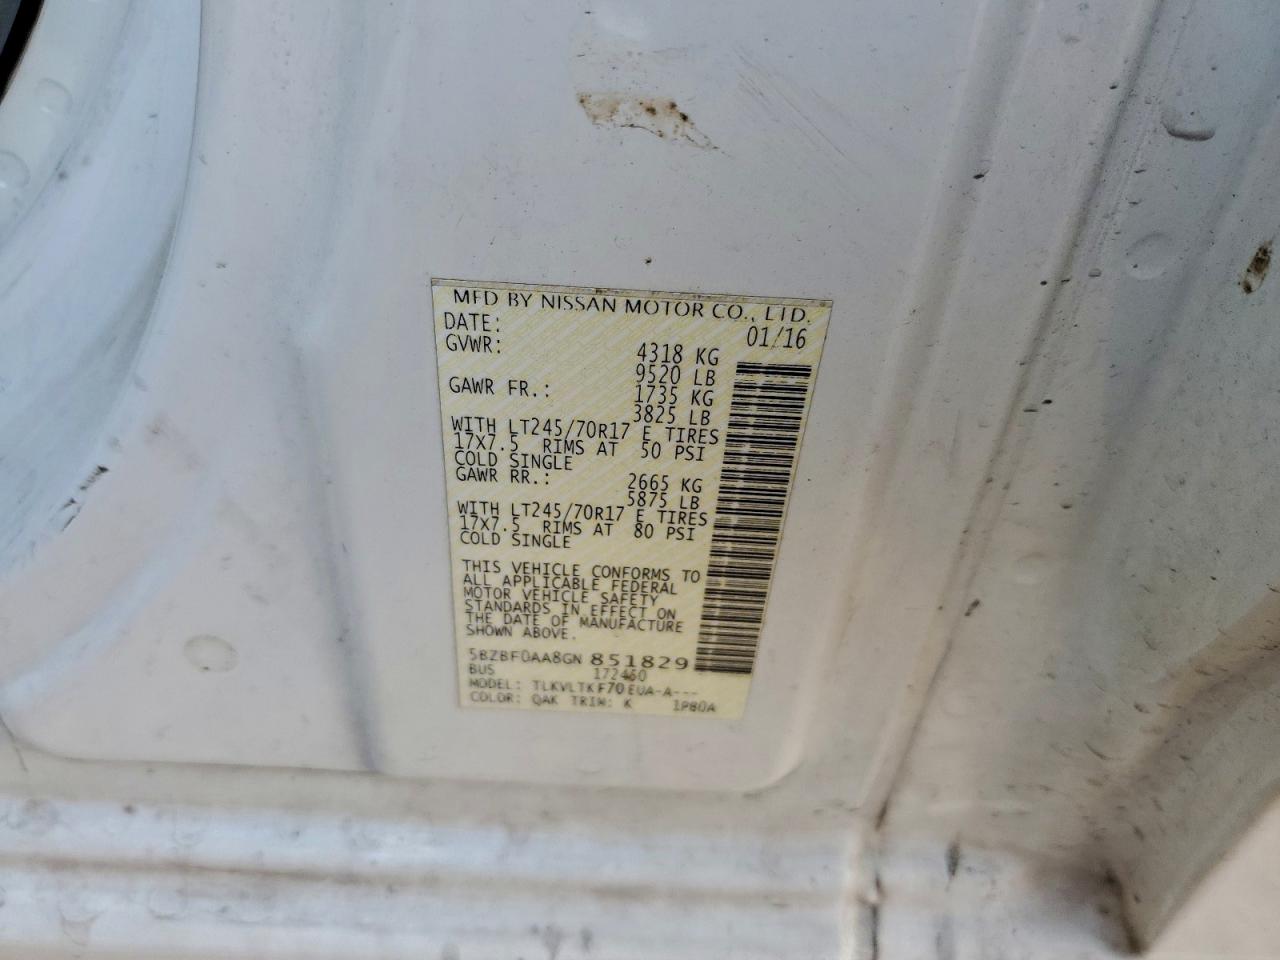 MFD BY NISSAN MOTOR CO., LTD.
DATE: 01/16
GVWR: 4318 KG
9520 LB
GAWR FR.: 1735 KG
3825 LB
WITH LT245/70R17 E TIRES
17X7.5 RIMS AT 50 PSI
COLD SINGLE
GAWR RR.: 2665 KG
5875 LB
WITH LT245/70R17 E TIRES
17X7.5 RIMS AT 80 PSI
COLD SINGLE
THIS VEHICLE CONFORMS TO
ALL APPLICABLE FEDERAL
MOTOR VEHICLE SAFETY
STANDARDS IN EFFECT ON
THE DATE OF MANUFACTURE
SHOWN ABOVE.
5BZBF0AA8GN 851829
BUS 172460
MODEL: TLKVLTKF70EUA-A---
COLOR: QAK TRIM: K 1P80A